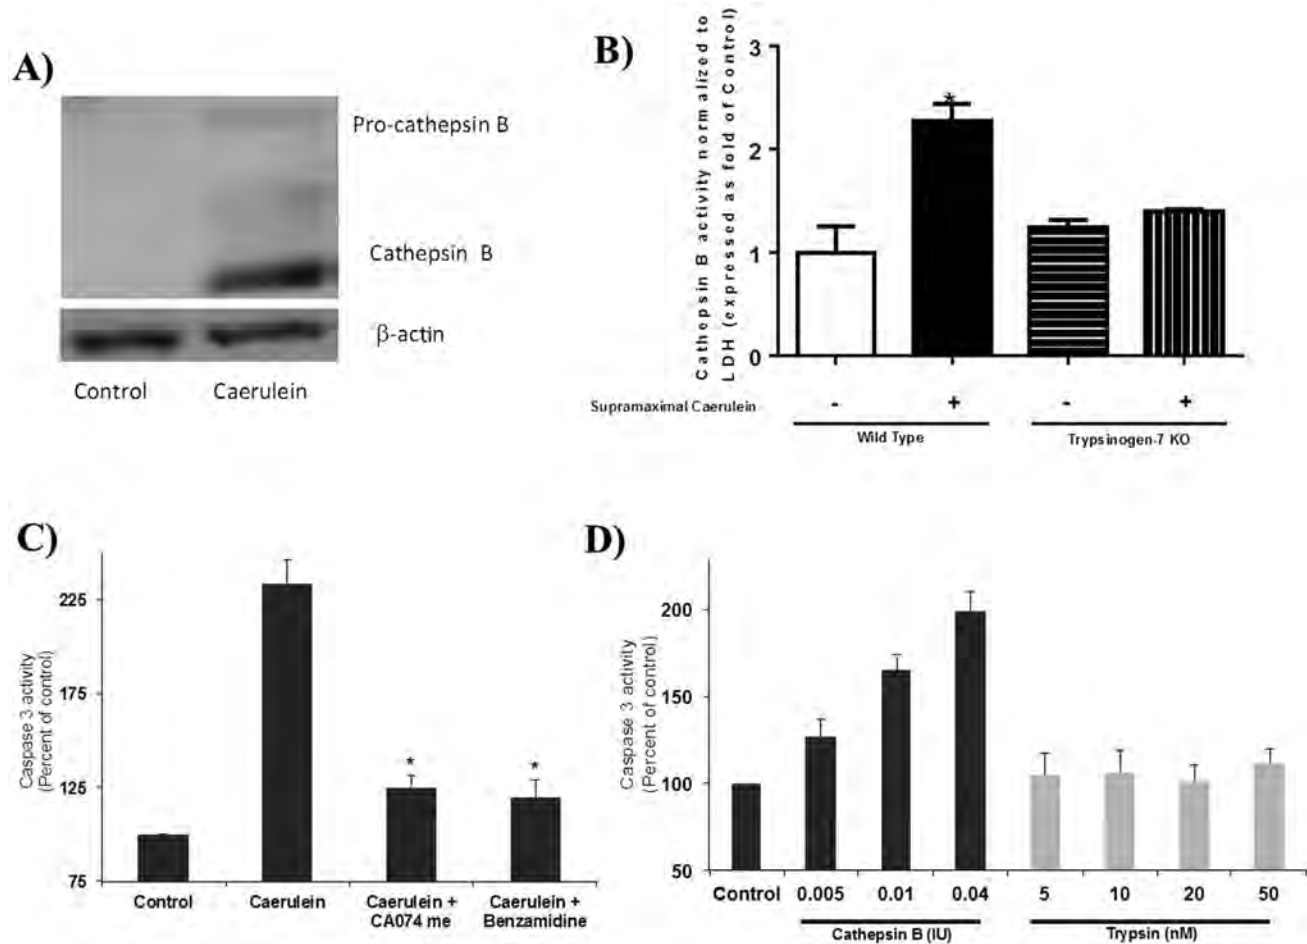 A)
Pro-cathepsin B
Cathepsin B
β-actin
Control Caerulein
B)
Cathepsin B activity normalized to
LDH (expressed as fold of Control)
3
2
1
0
*
Supramaximal Caerulein - + - +
Wild Type Trypsinogen-7 KO
C)
Caspase 3 activity
(Percent of control)
225
175
125
75
* *
Control Caerulein Caerulein + Caerulein +
CA074 me Benzamidine
D)
Caspase 3 activity
(Percent of control)
200
150
100
50
Control 0.005 0.01 0.04 5 10 20 50
Cathepsin B (IU) Trypsin (nM)